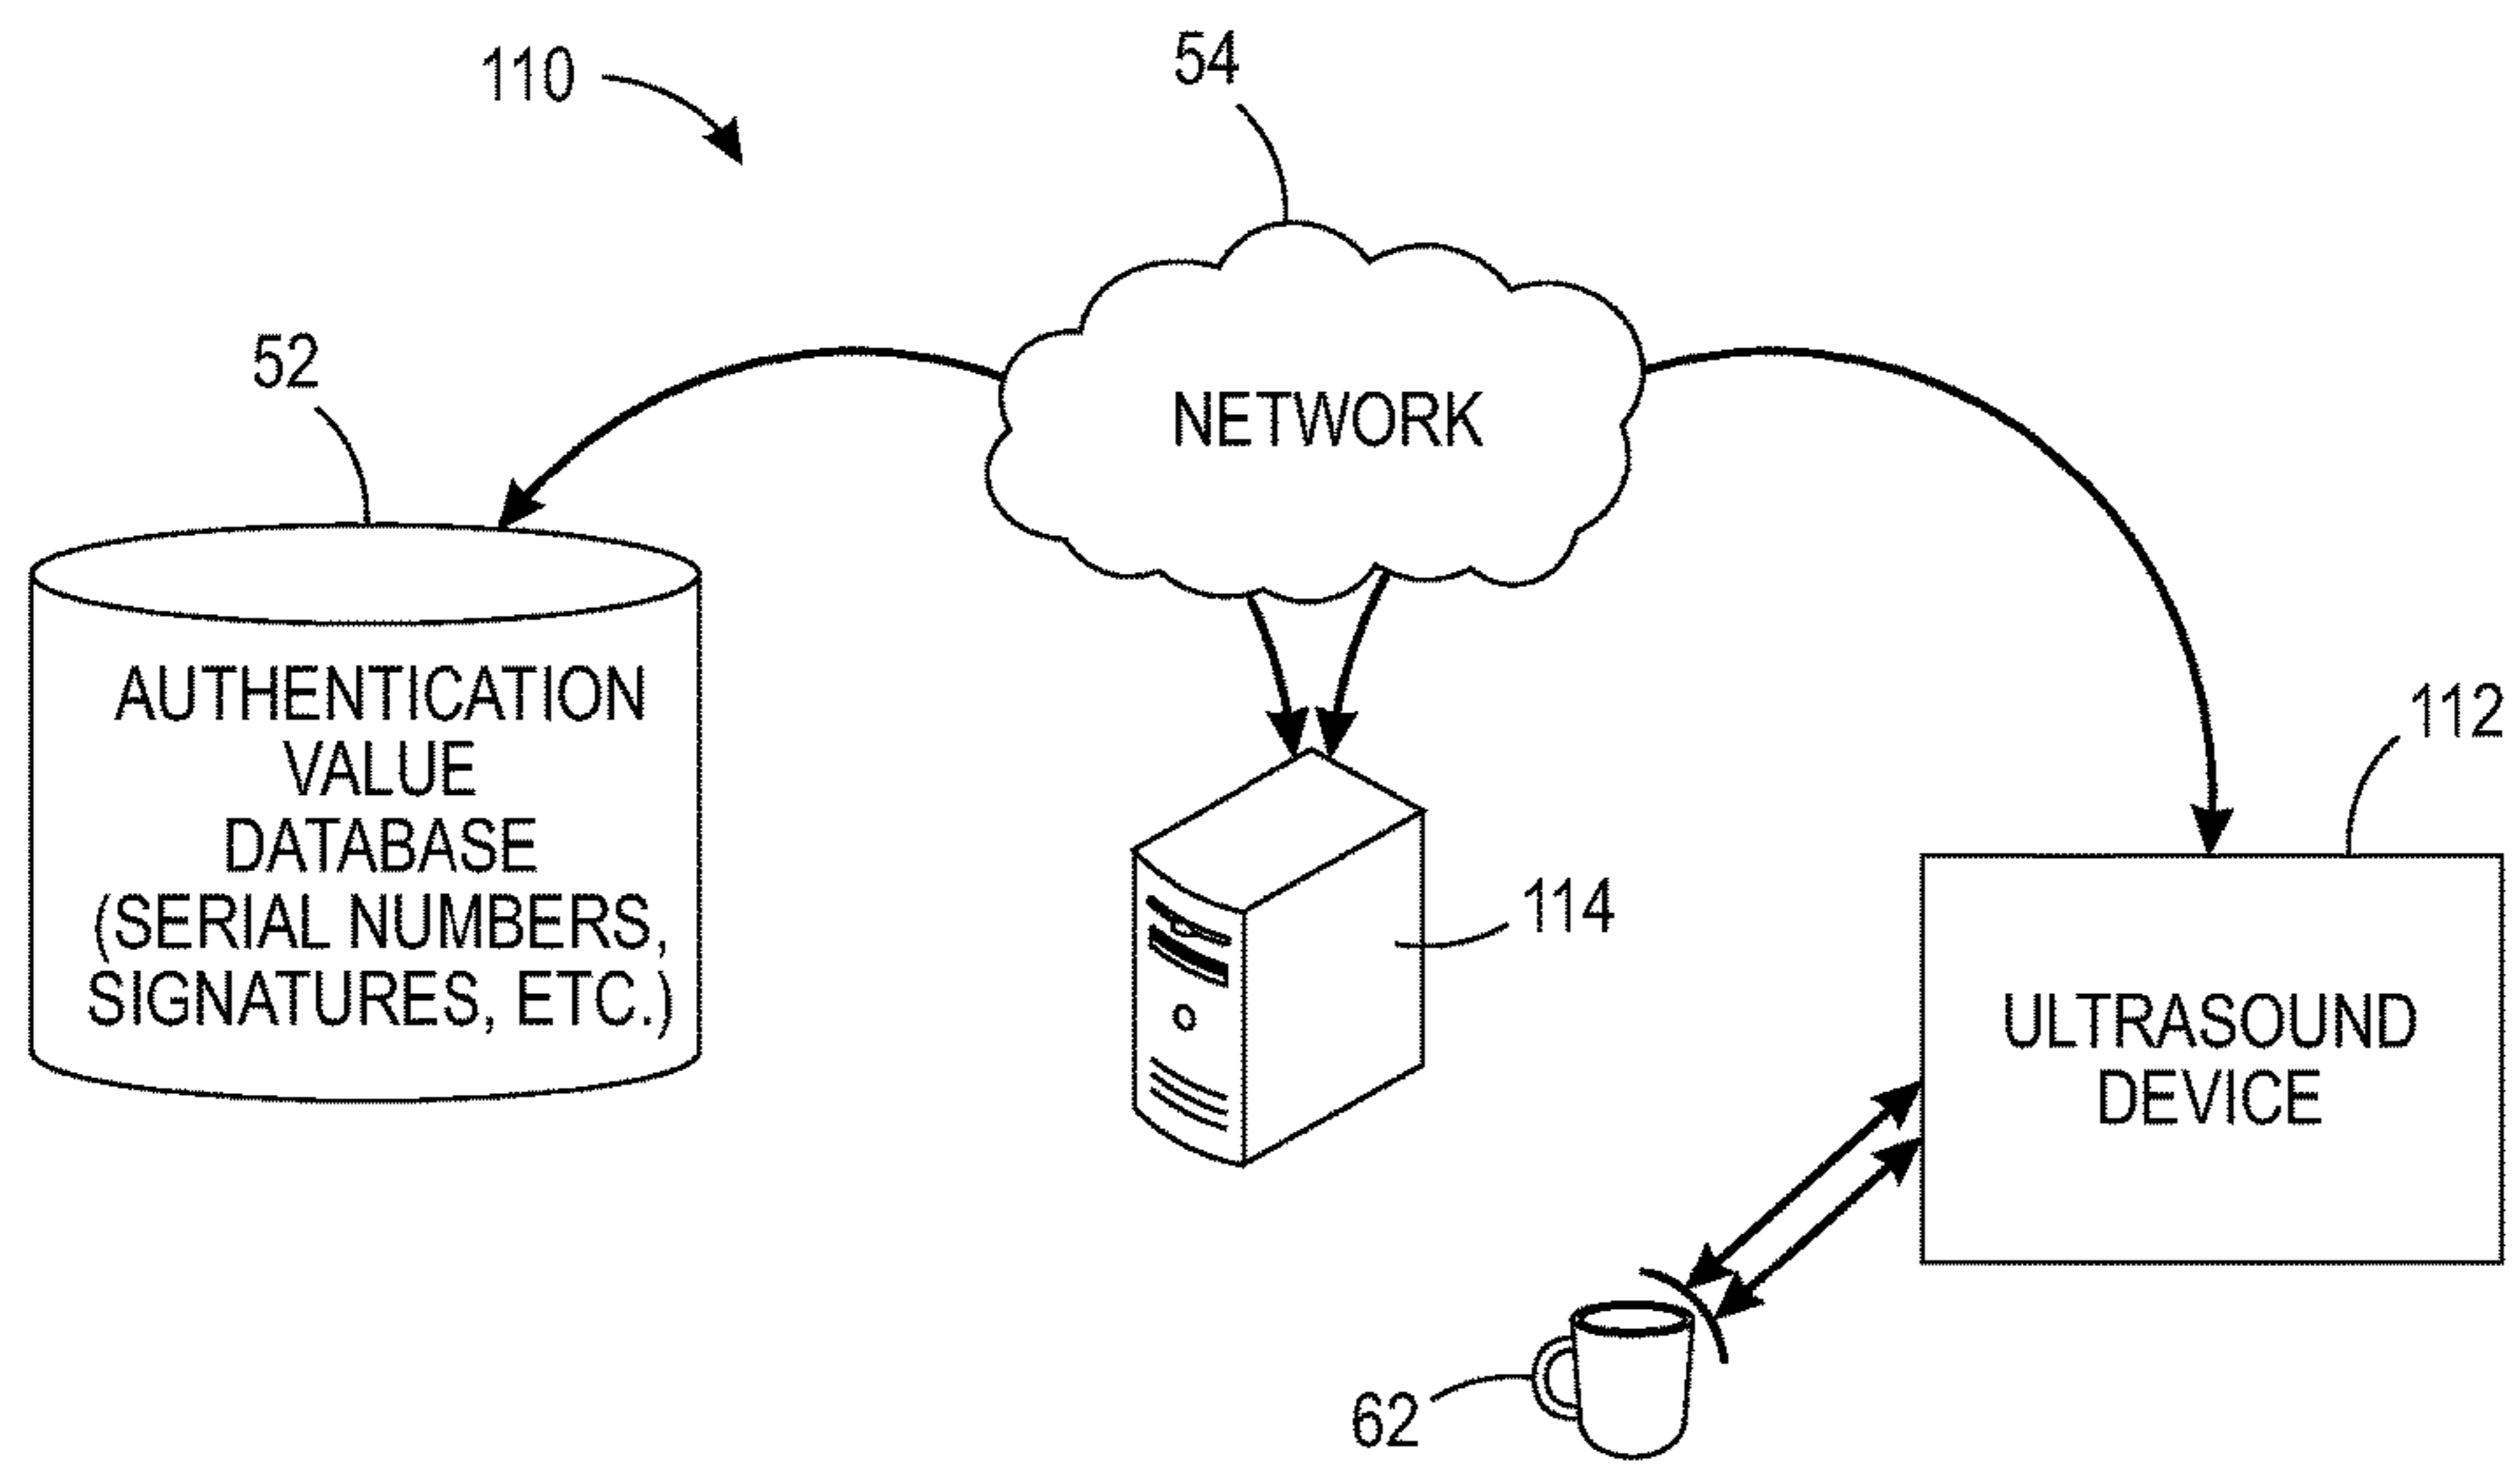 110
54
52
NETWORK
AUTHENTICATION
VALUE
DATABASE
(SERIAL NUMBERS,
SIGNATURES, ETC.)
112
114
ULTRASOUND
DEVICE
62